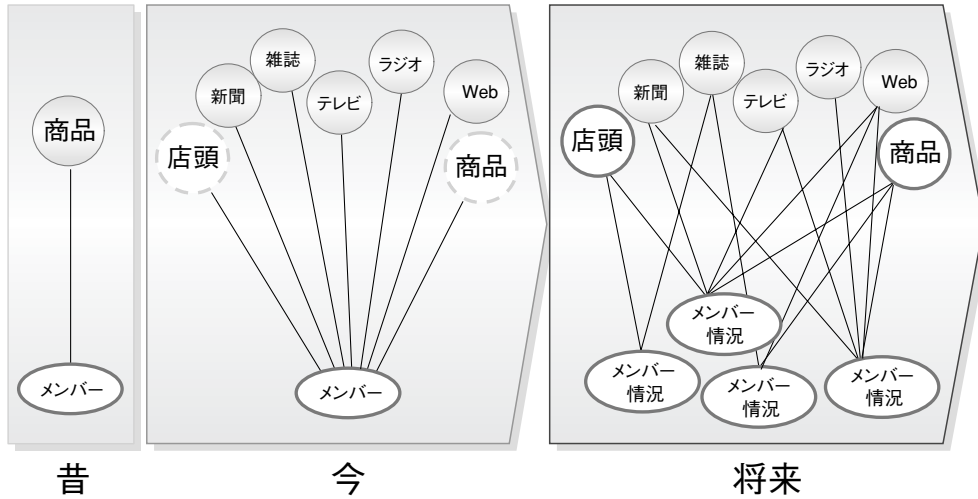 商品
メンバー
昔
新聞
雑誌
テレビ
ラジオ
Web
店頭
商品
メンバー
今
新聞
雑誌
テレビ
ラジオ
Web
店頭
商品
メンバー
情況
メンバー
情況
メンバー
情況
メンバー
情況
将来